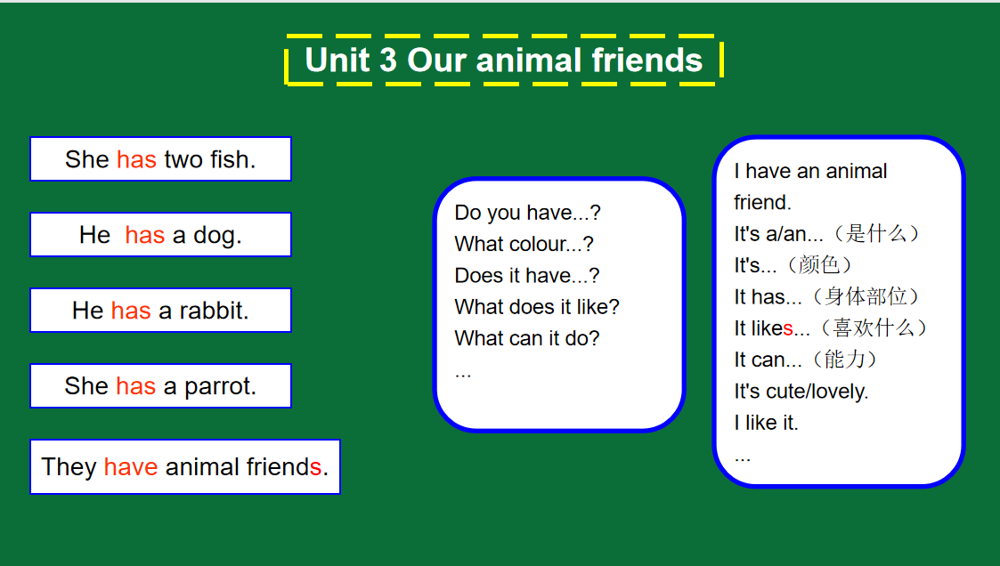 Unit 3 Our animal friends
She has two fish.
He has a dog.
He has a rabbit.
She has a parrot.
They have animal friends.
Do you have...?
What colour...?
Does it have...?
What does it like?
What can it do?
...
I have an animal
friend.
It's a/an...（是什么）
It's...（颜色）
It has...（身体部位）
It likes...（喜欢什么）
It can...（能力）
It's cute/lovely.
I like it.
...